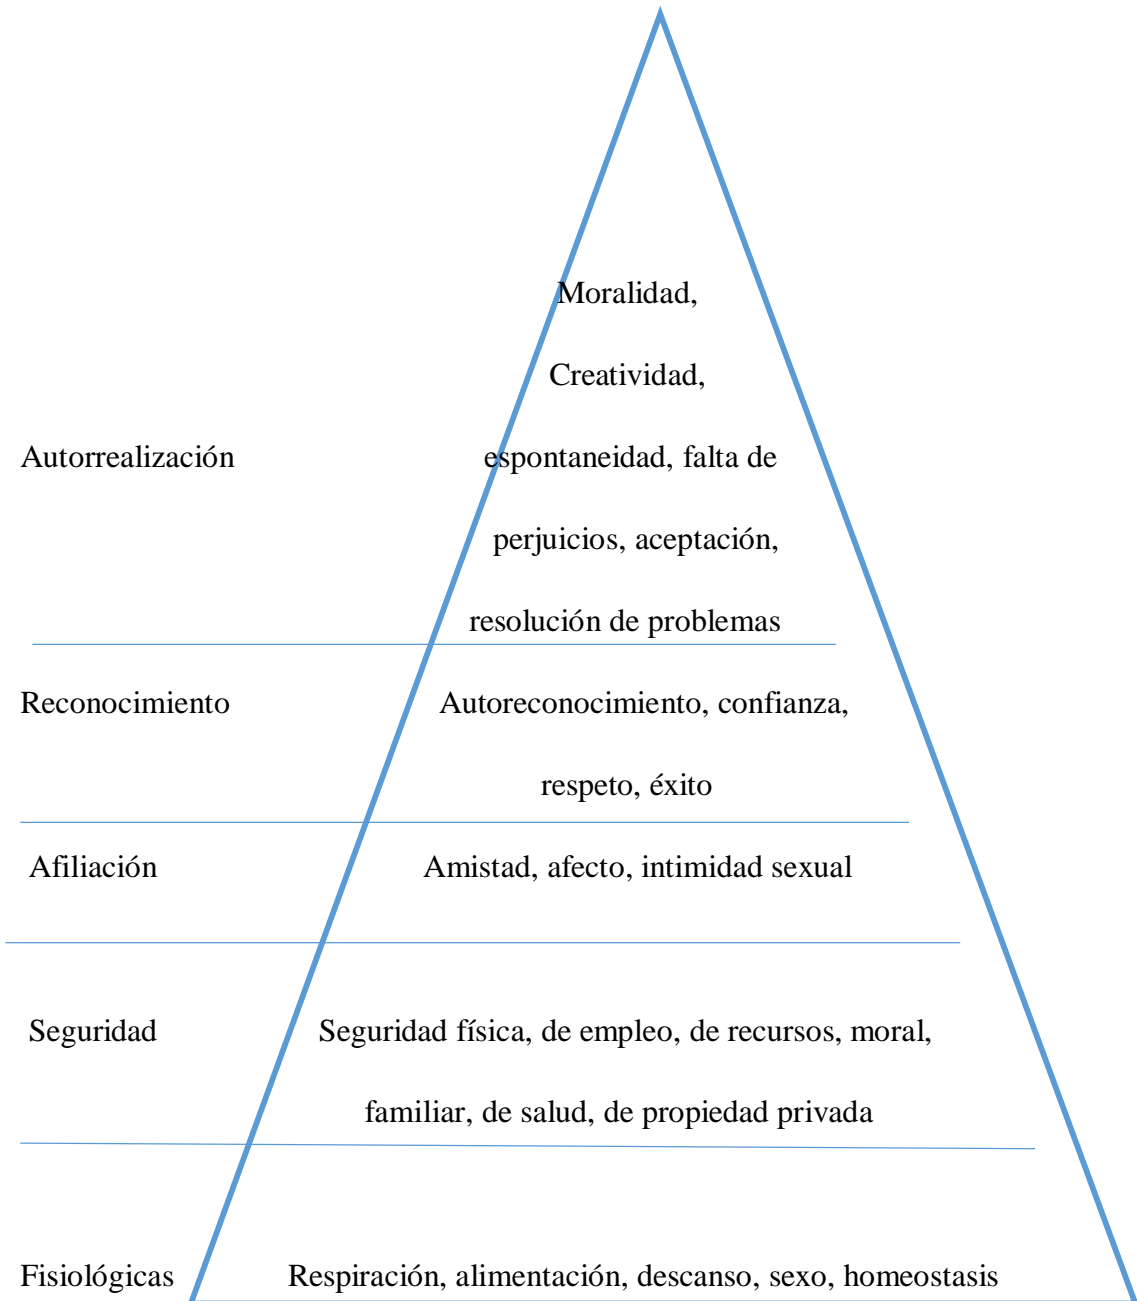 Moralidad,
Creatividad,
Autorrealización espontaneidad, falta de
perjuicios, aceptación,
resolución de problemas
Reconocimiento Autoreconocimiento, confianza,
respeto, éxito
Afiliación Amistad, afecto, intimidad sexual
Seguridad Seguridad física, de empleo, de recursos, moral,
familiar, de salud, de propiedad privada
Fisiológicas Respiración, alimentación, descanso, sexo, homeostasis